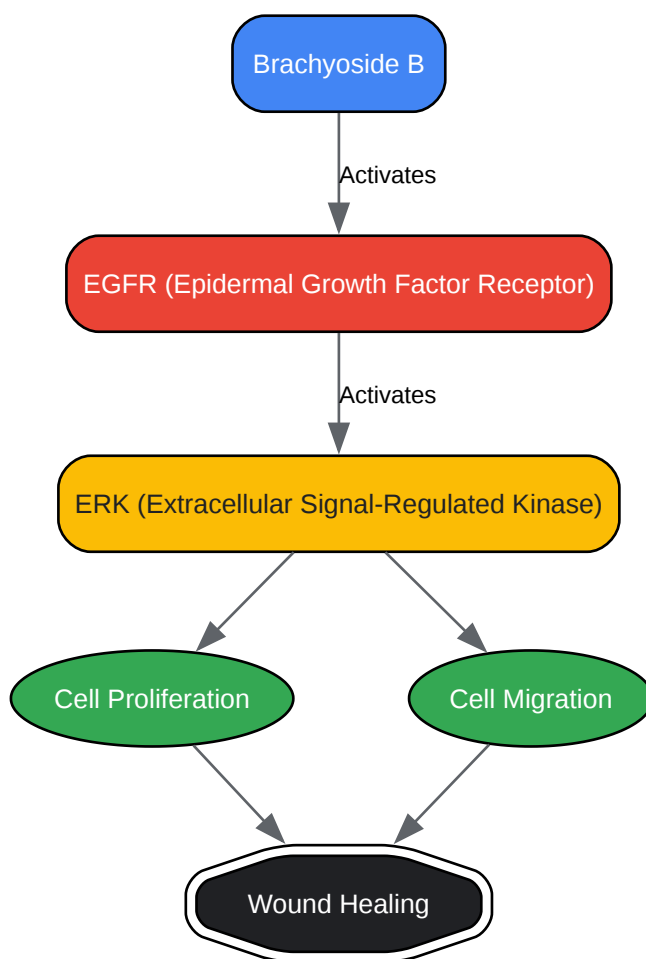 Brachyoside B
Activates
EGFR (Epidermal Growth Factor Receptor)
Activates
ERK (Extracellular Signal-Regulated Kinase)
Cell Proliferation
Cell Migration
Wound Healing